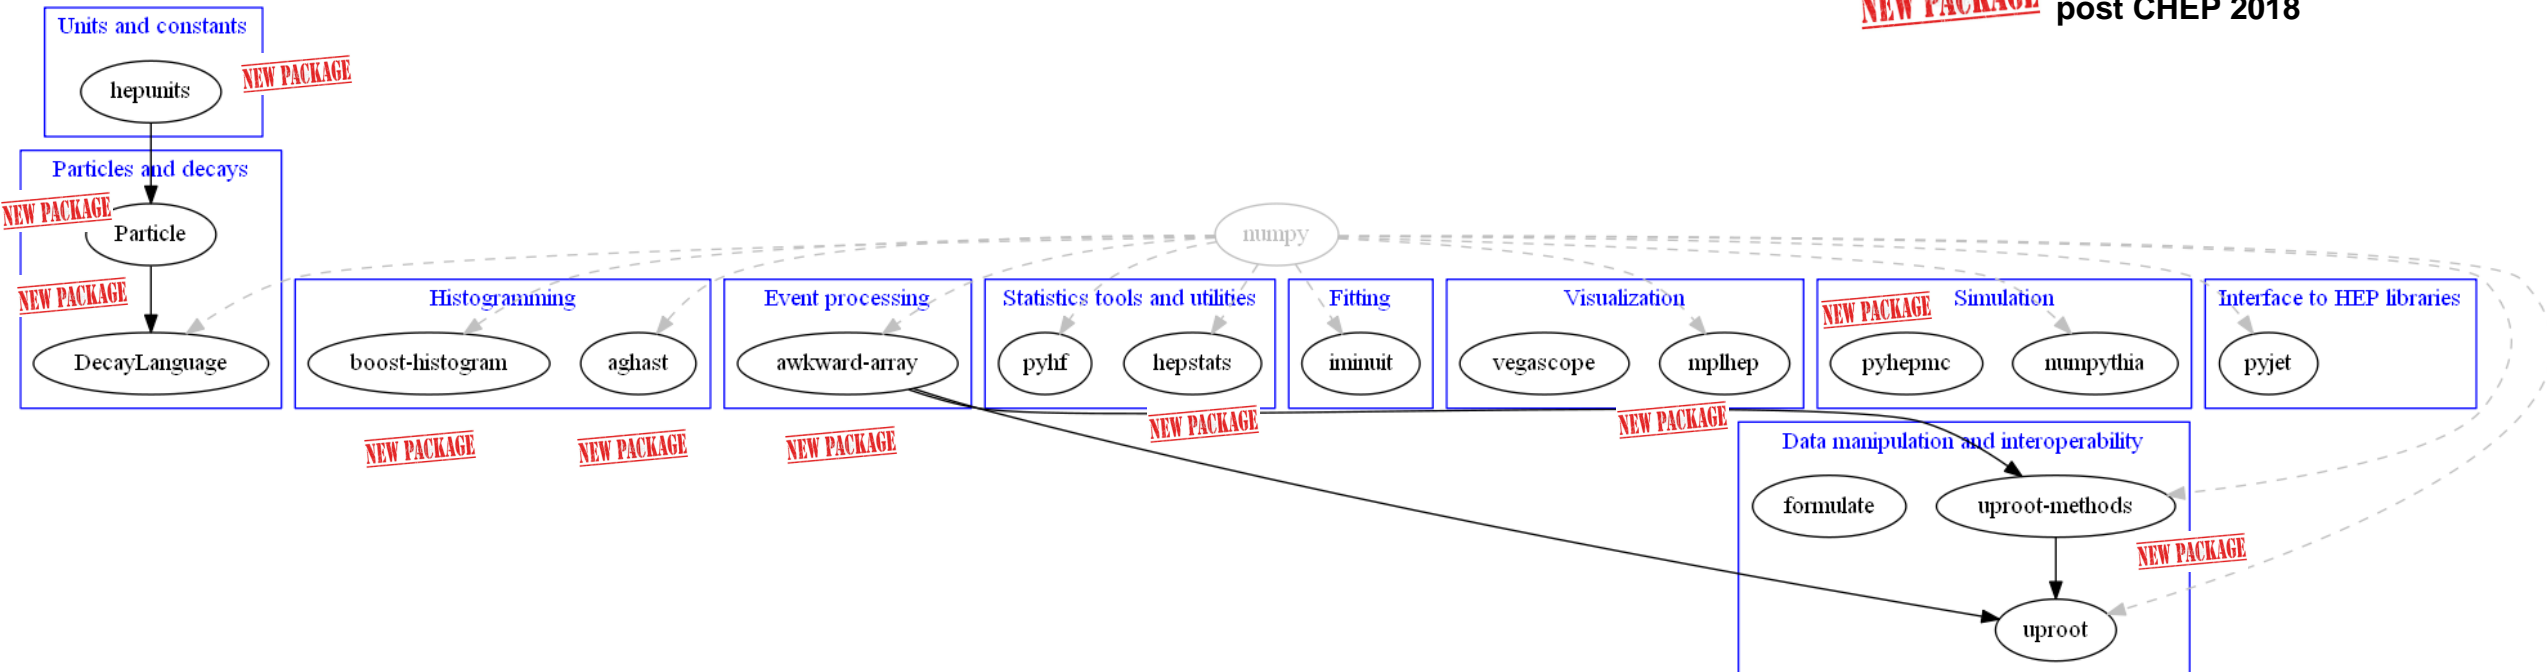 NEW PACKAGE post CHEP 2018
Units and constants
hepunits
NEW PACKAGE
Particles and decays
NEW PACKAGE
Particle
NEW PACKAGE
DecayLanguage
numpy
Histogramming
boost-histogram
aghast
NEW PACKAGE
NEW PACKAGE
Event processing
awkward-array
NEW PACKAGE
Statistics tools and utilities
pyhf
hepstats
NEW PACKAGE
Fitting
iminuit
Visualization
vegascope
mplhep
NEW PACKAGE
Simulation
NEW PACKAGE
pyhepmc
numpythia
Interface to HEP libraries
pyjet
Data manipulation and interoperability
formulate
uproot-methods
NEW PACKAGE
uproot